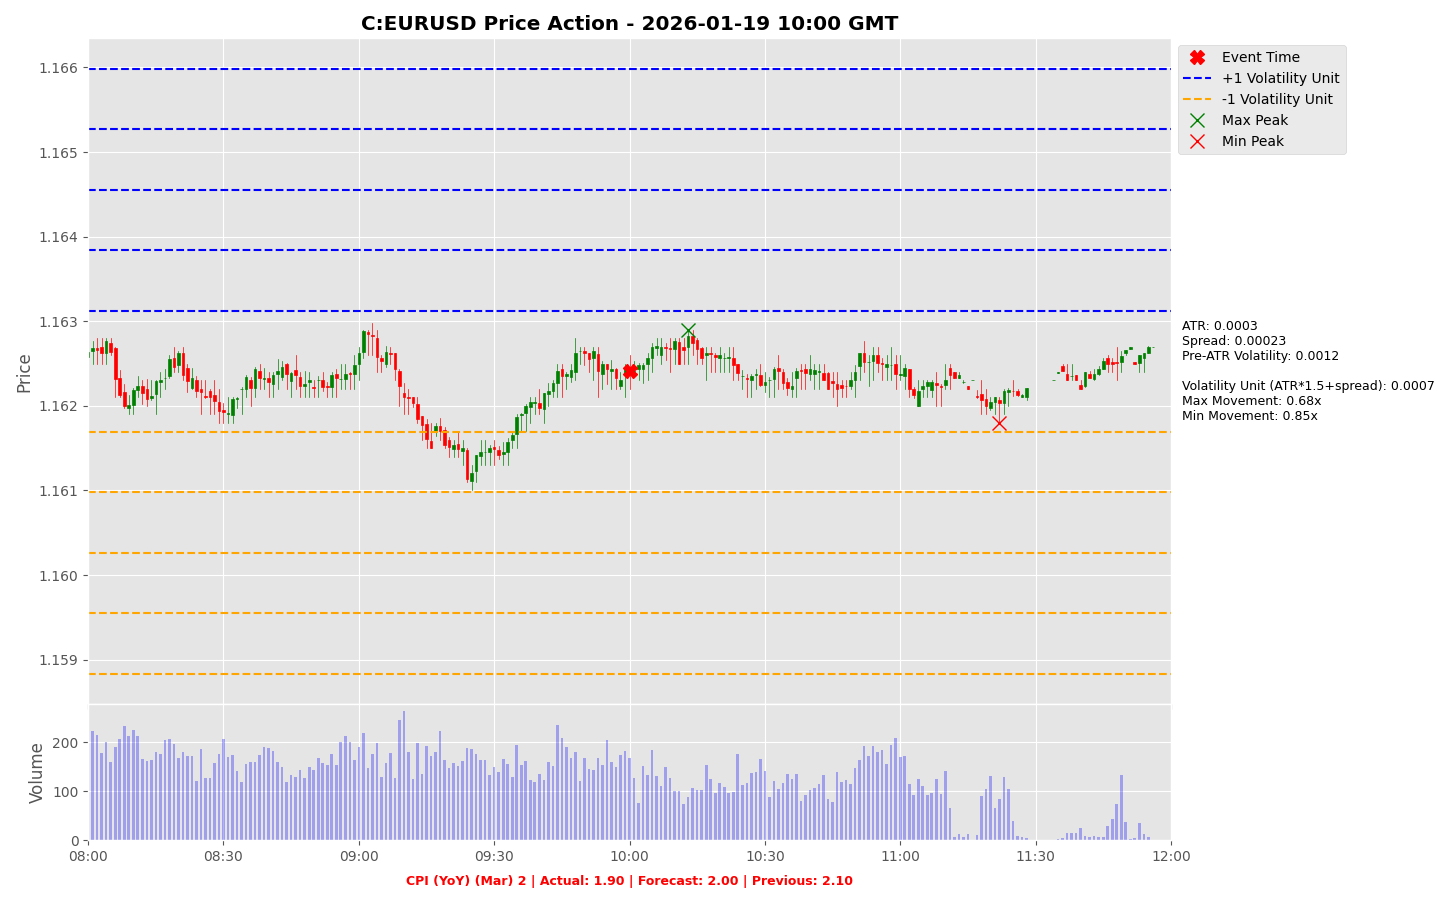 C:EURUSD Price Action - 2026-01-19 10:00 GMT
Event Time
+1 Volatility Unit
-1 Volatility Unit
Max Peak
Min Peak
Price
1.166
1.165
1.164
1.163
1.162
1.161
1.160
1.159
ATR: 0.0003
Spread: 0.00023
Pre-ATR Volatility: 0.0012
Volatility Unit (ATR*1.5+spread): 0.0007
Max Movement: 0.68x
Min Movement: 0.85x
Volume
200
100
0
08:00 08:30 09:00 09:30 10:00 10:30 11:00 11:30 12:00
CPI (YoY) (Mar) 2 | Actual: 1.90 | Forecast: 2.00 | Previous: 2.10